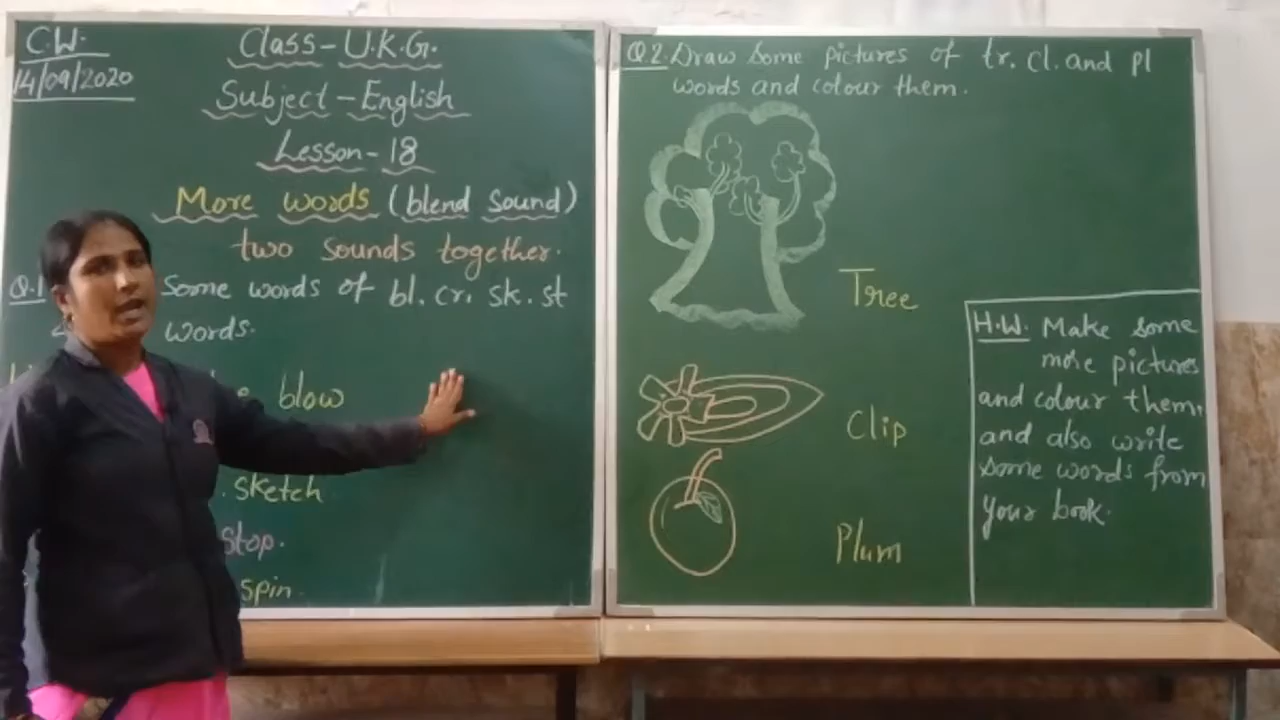 C.W.
14/09/2020
Class-U.K.G.
Subject-English
Lesson-18
More words (blend sound)
two sounds together.
Q.1 Some words of bl. cr. sk. st
words.
blow
sketch
Stop.
spin.
Q.2. Draw some pictures of tr. Cl. and pl
words and colour them.
Tree
Clip
Plum
H.W. Make some
more pictures
and colour them,
and also write
some words from
your book.